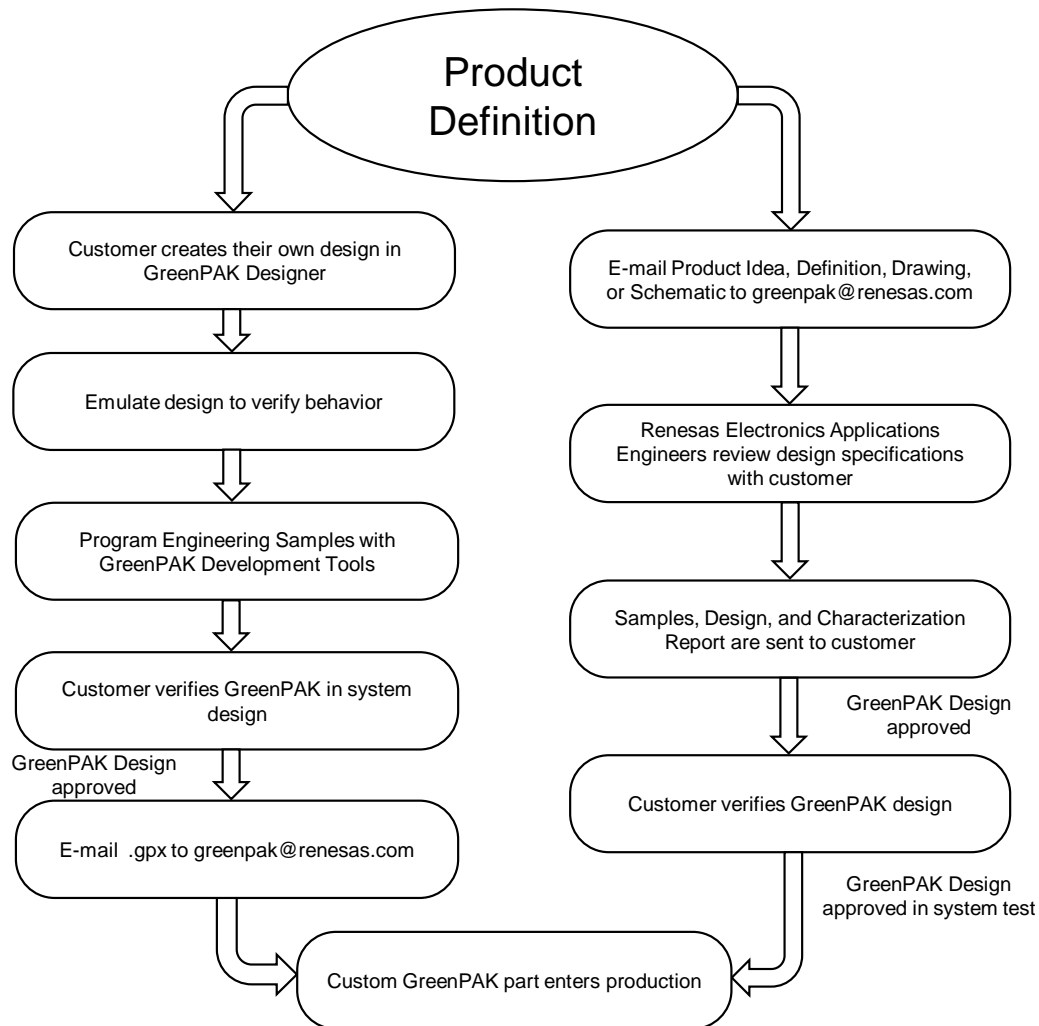 Product
Definition
Customer creates their own design in
GreenPAK Designer
Emulate design to verify behavior
Program Engineering Samples with
GreenPAK Development Tools
Customer verifies GreenPAK in system
design
GreenPAK Design
approved
E-mail .gpx to greenpak@renesas.com
E-mail Product Idea, Definition, Drawing,
or Schematic to greenpak@renesas.com
Renesas Electronics Applications
Engineers review design specifications
with customer
Samples, Design, and Characterization
Report are sent to customer
GreenPAK Design
approved
Customer verifies GreenPAK design
GreenPAK Design
approved in system test
Custom GreenPAK part enters production